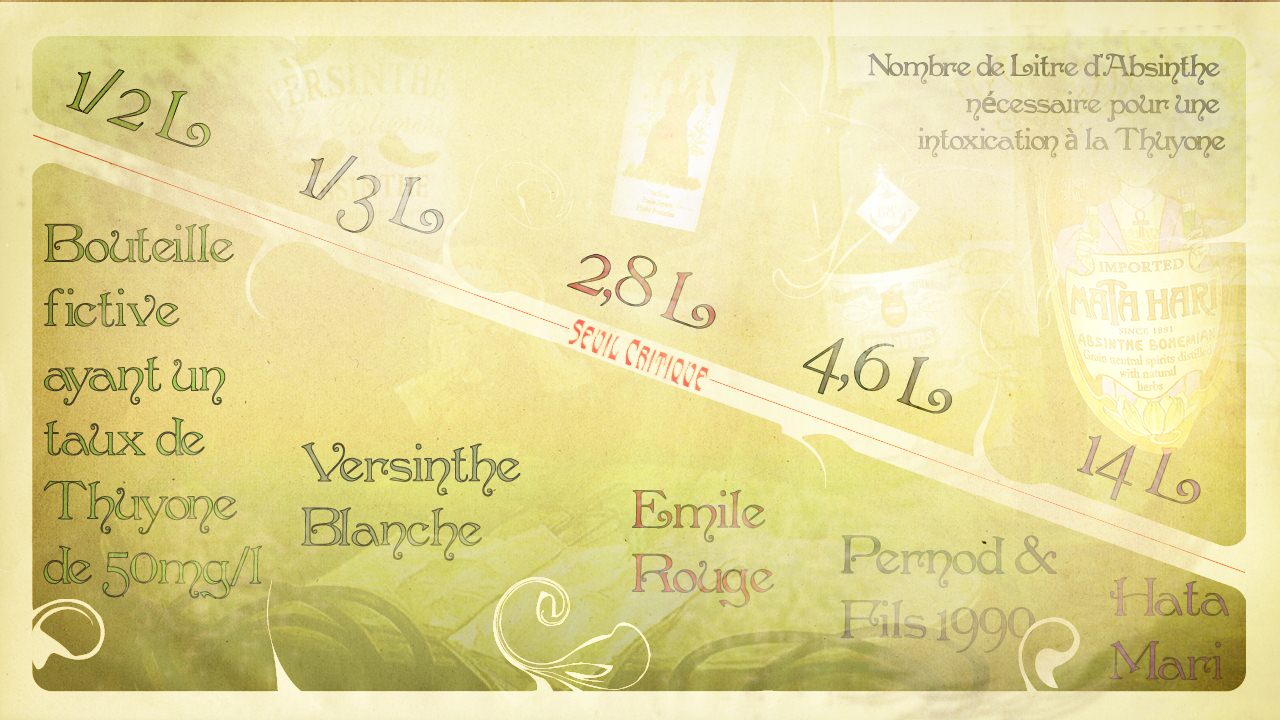 Nombre de Litre d'Absinthe
nécessaire pour une
intoxication à la Thuyone
1/2 L
1/3 L
2,8 L
4,6 L
14 L
Seuil Critique
Bouteille
fictive
ayant un
taux de
Thuyone
de 50mg/l
Versinthe
Blanche
Emile
Rouge
Pernod &
Fils 1990
Hata
Mari
VERSINTHE
IMPORTED
MATA HARI
SINCE 1881
ABSINTHE BOHEMIAN
Grain neutral spirits distilled
with natural
herbs